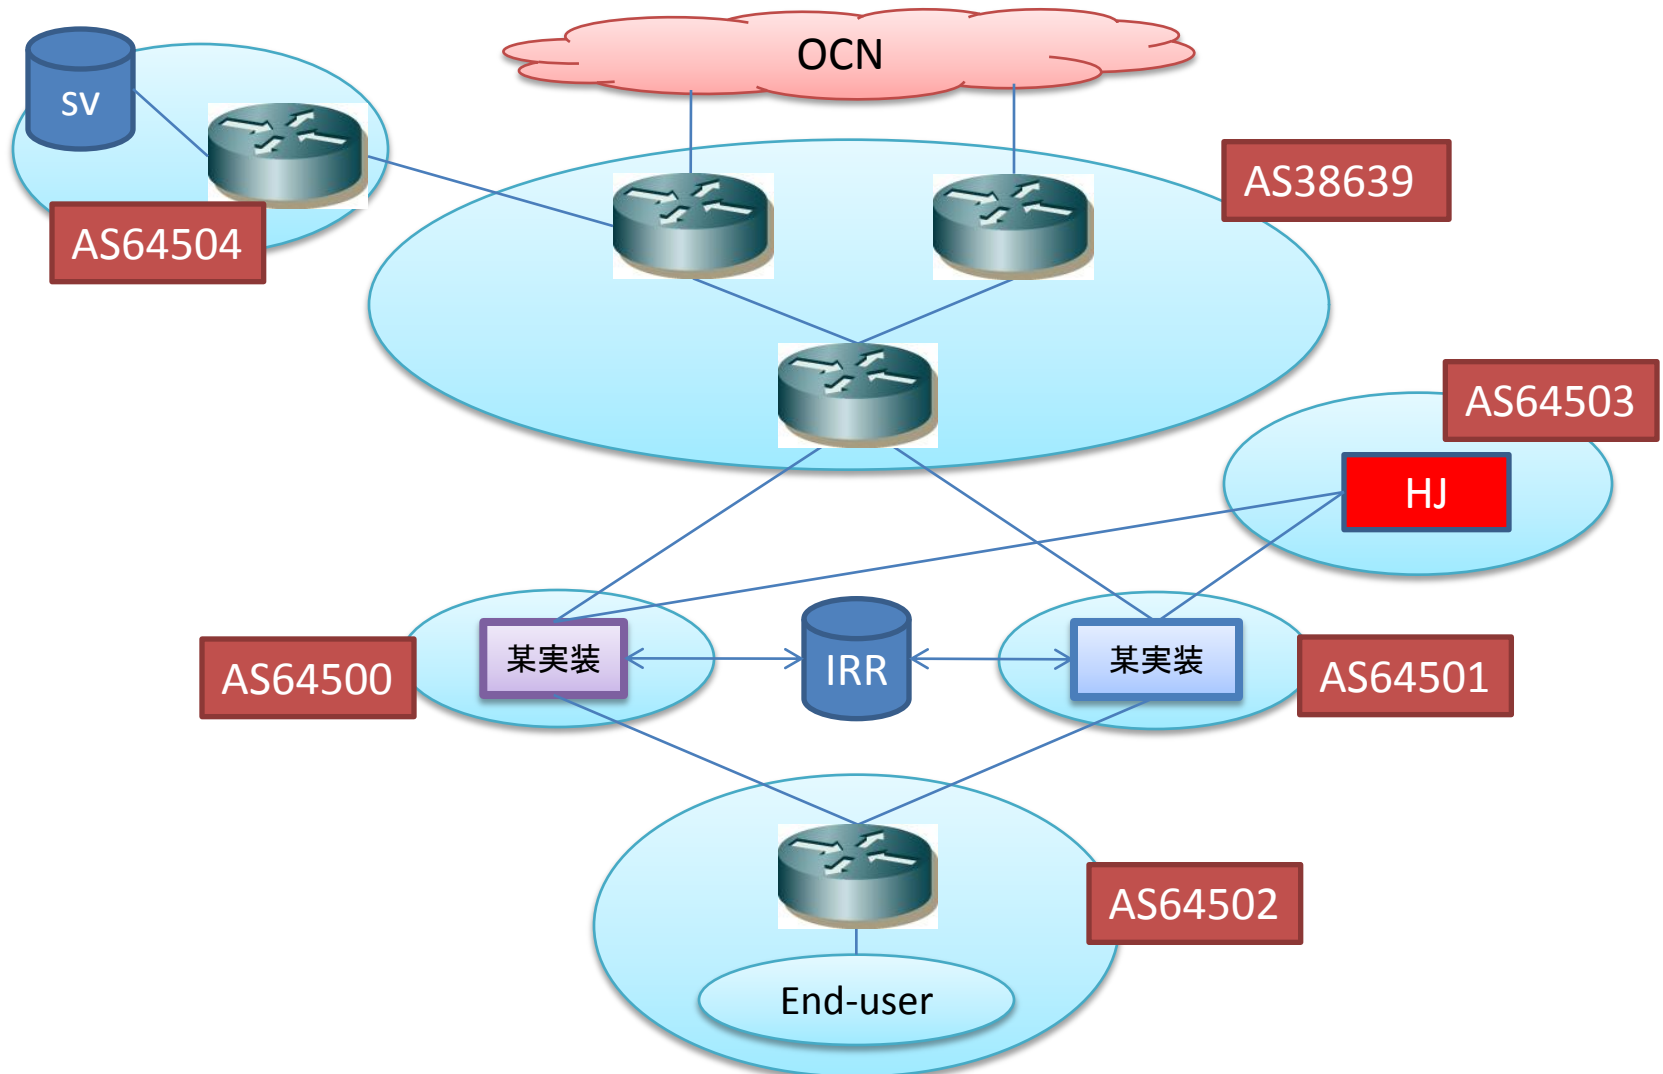 OCN
sv
AS38639
AS64504
AS64503
HJ
某実装
IRR
某実装
AS64500
AS64501
AS64502
End-user